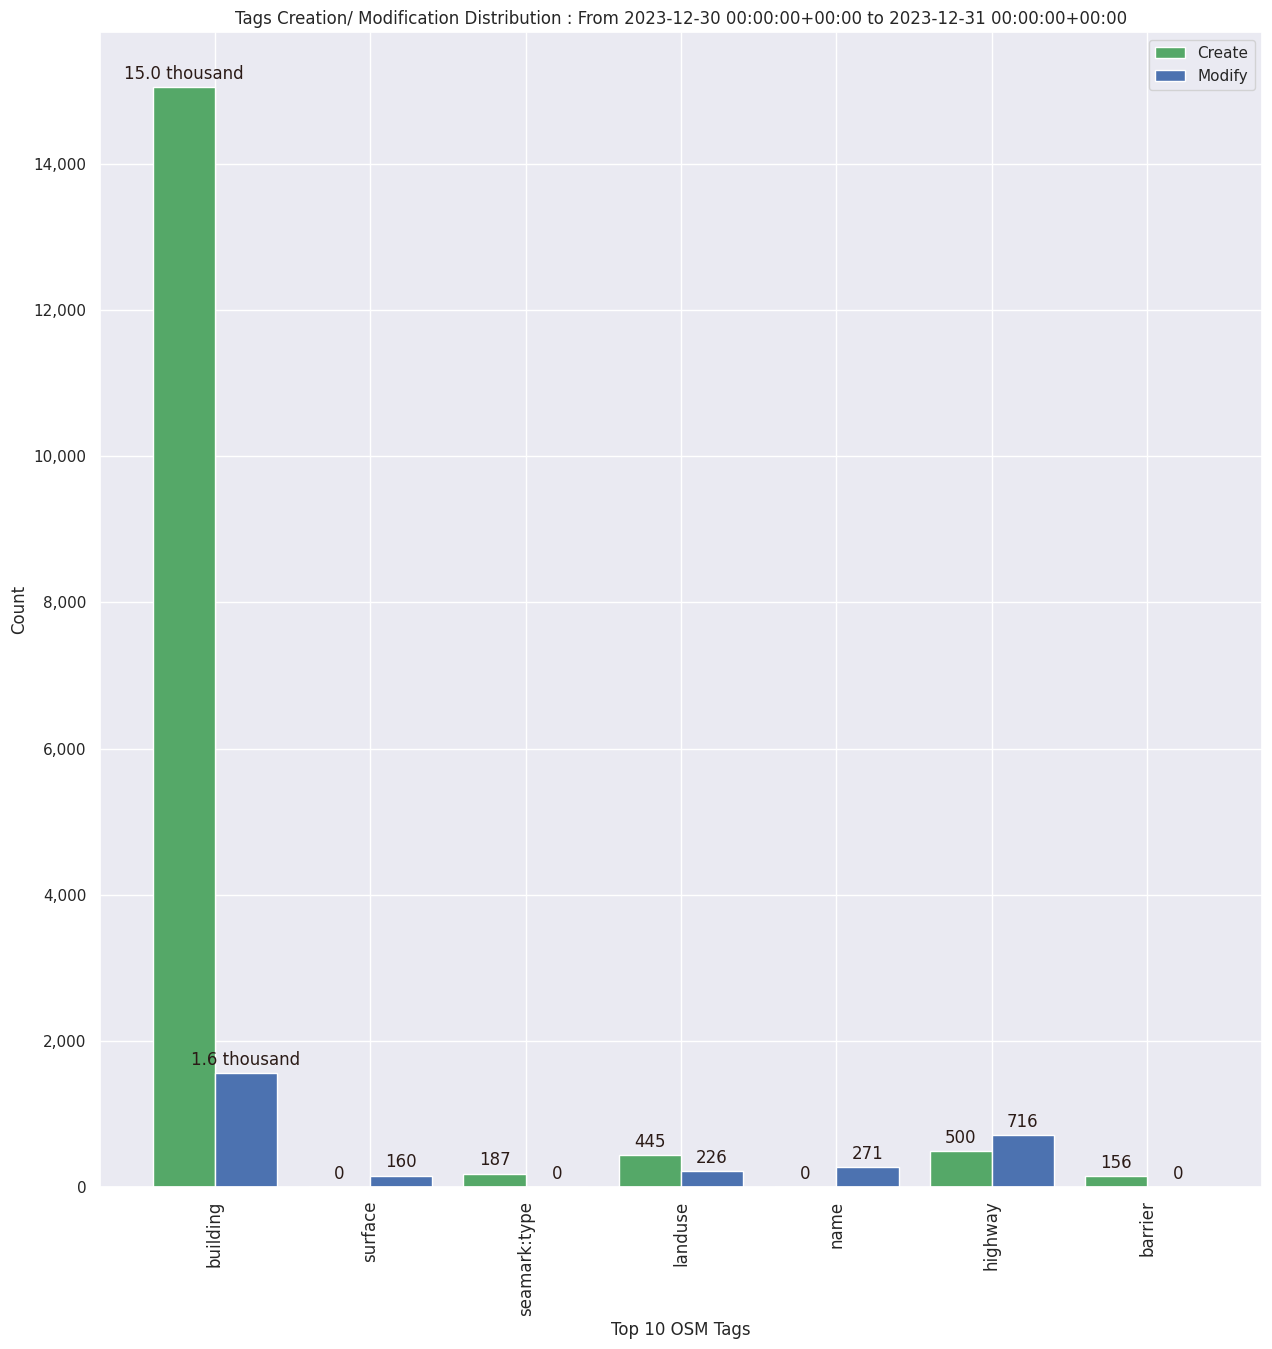 Tags Creation/ Modification Distribution : From 2023-12-30 00:00:00+00:00 to 2023-12-31 00:00:00+00:00
Create
Modify
15.0 thousand
14,000
12,000
10,000
8,000
6,000
4,000
2,000
0
Count
1.6 thousand
0
160
187
0
445
226
0
271
500
716
156
0
building
surface
seamark:type
landuse
name
highway
barrier
Top 10 OSM Tags